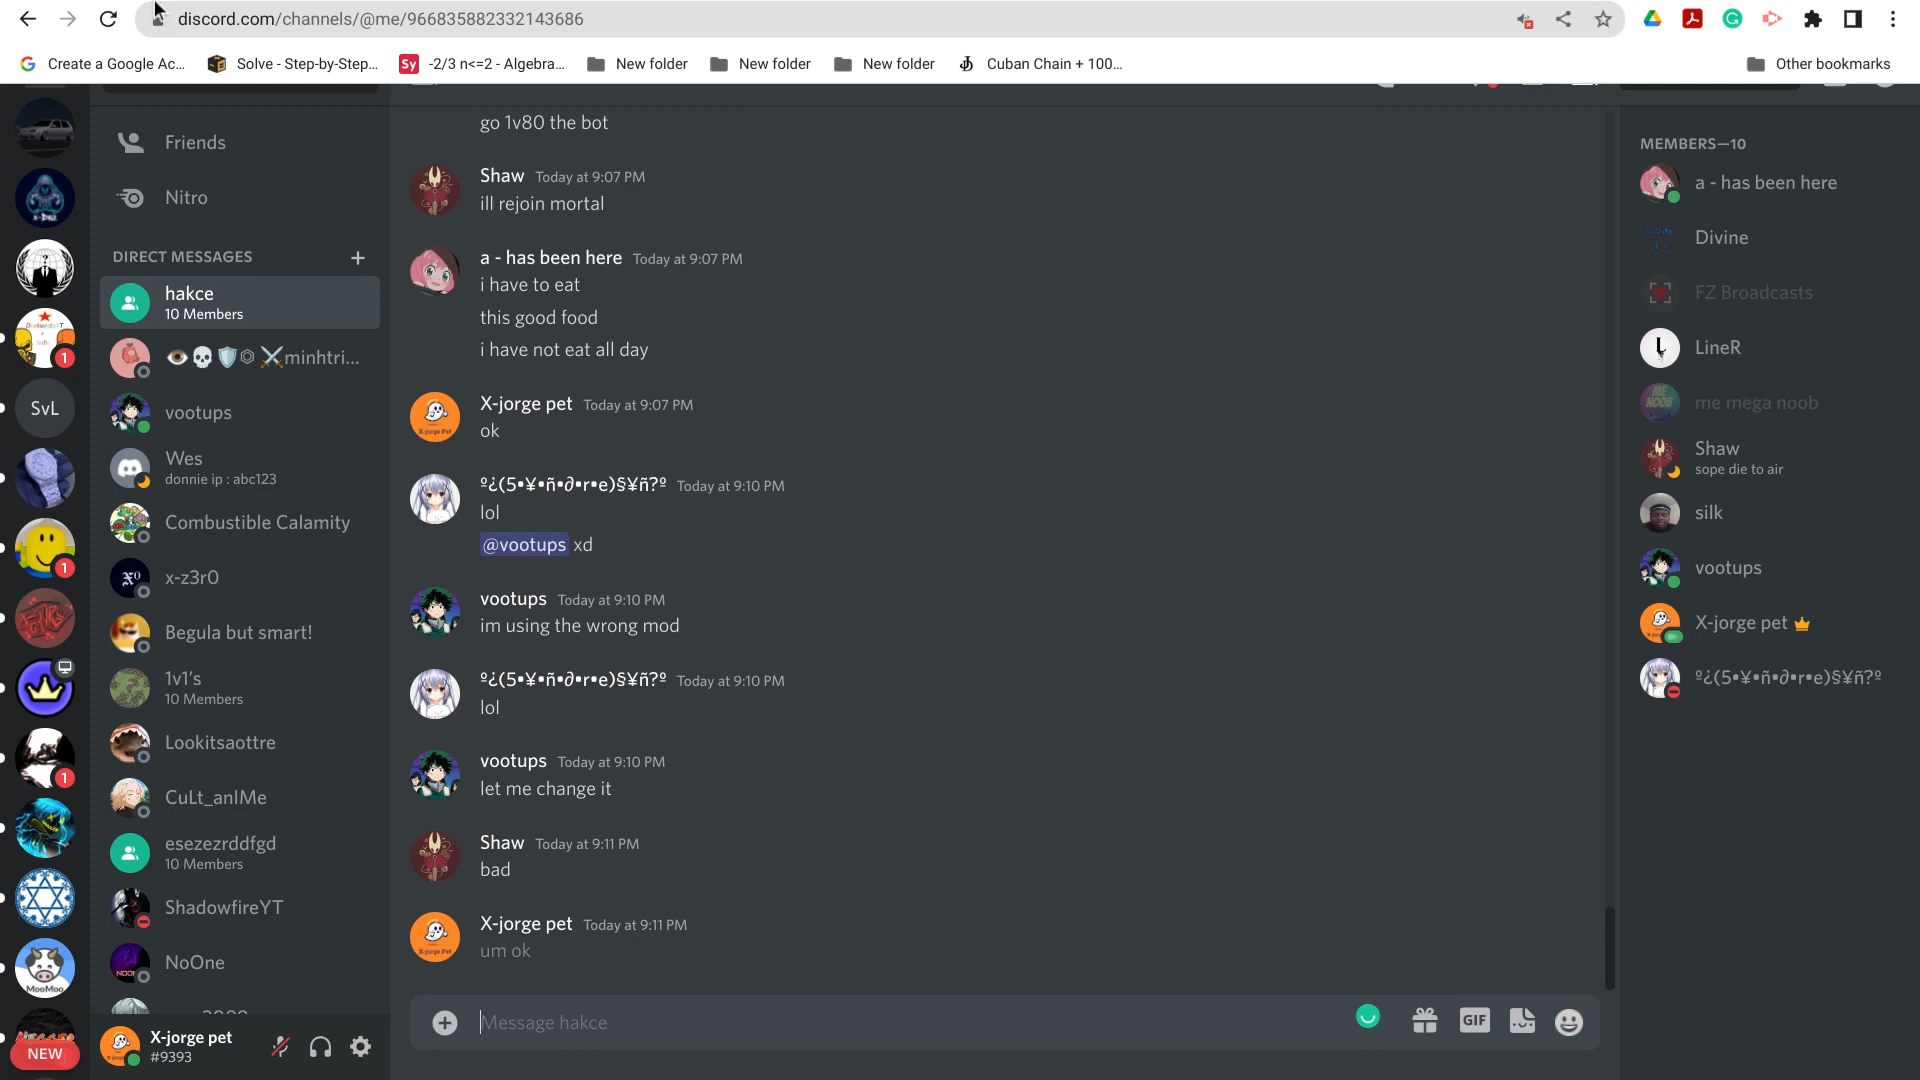 discord.com/channels/@me/966835882332143686
Create a Google Ac...
Solve - Step-by-Step...
Sy
-2/3 n<=2 - Algebra...
New folder
New folder
New folder
Cuban Chain + 100...
Other bookmarks
1
SvL
1
1
MooMoo
NEW
Friends
Nitro
DIRECT MESSAGES
hakce
10 Members
👁️💀🛡️⚔️minhtri...
vootups
Wes
donnie ip : abc123
Combustible Calamity
x-z3r0
Begula but smart!
1v1's
10 Members
Lookitsaottre
CuLt_anIMe
esezezrddfgd
10 Members
ShadowfireYT
NoOne
X-jorge pet
#9393
go 1v80 the bot
Shaw Today at 9:07 PM
ill rejoin mortal
a - has been here Today at 9:07 PM
i have to eat
this good food
i have not eat all day
X-jorge pet Today at 9:07 PM
ok
º¿(5•¥•ñ•∂•r•e)§¥ñ?º Today at 9:10 PM
lol
@vootups xd
vootups Today at 9:10 PM
im using the wrong mod
º¿(5•¥•ñ•∂•r•e)§¥ñ?º Today at 9:10 PM
lol
vootups Today at 9:10 PM
let me change it
Shaw Today at 9:11 PM
bad
X-jorge pet Today at 9:11 PM
um ok
Message hakce
GIF
MEMBERS—10
a - has been here
Divine
FZ Broadcasts
LineR
me mega noob
Shaw
sope die to air
silk
vootups
X-jorge pet
º¿(5•¥•ñ•∂•r•e)§¥ñ?º